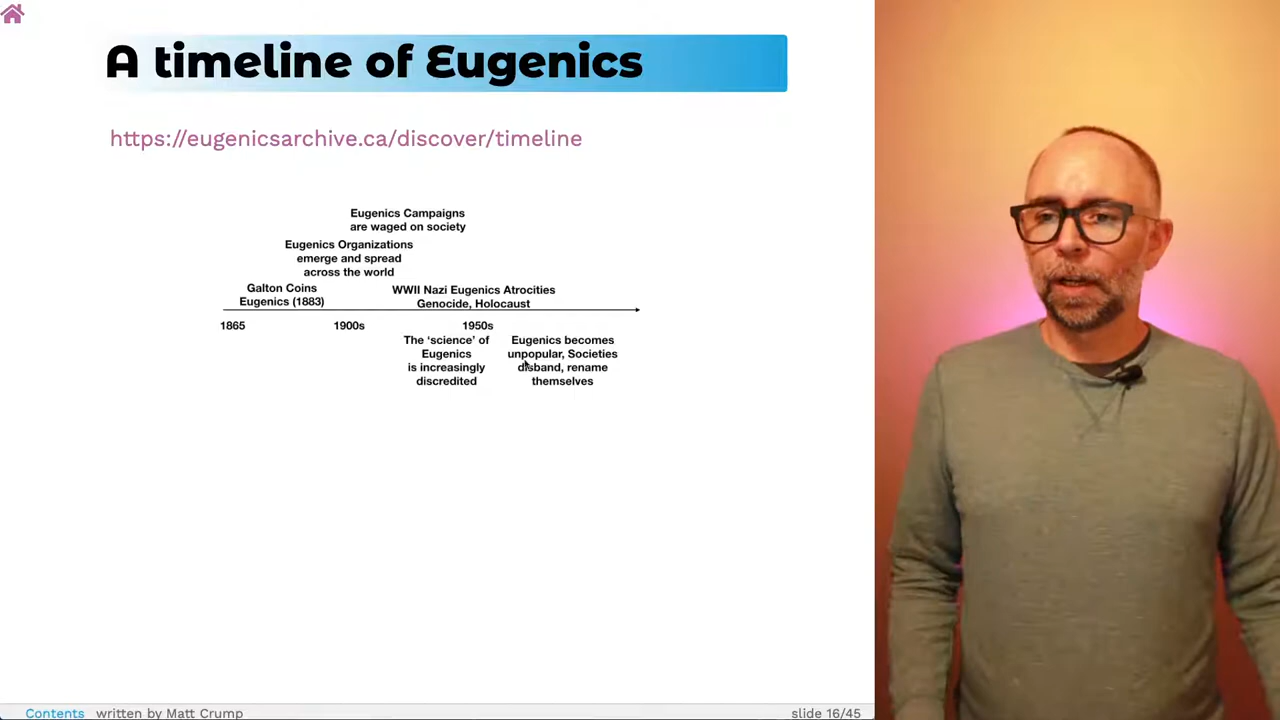 A timeline of Eugenics
https://eugenicsarchive.ca/discover/timeline
Eugenics Campaigns
are waged on society
Eugenics Organizations
emerge and spread
across the world
Galton Coins
Eugenics (1883)
WWII Nazi Eugenics Atrocities
Genocide, Holocaust
1865
1900s
1950s
The ‘science’ of
Eugenics
is increasingly
discredited
Eugenics becomes
unpopular, Societies
disband, rename
themselves
Contents written by Matt Crump
slide 16/45